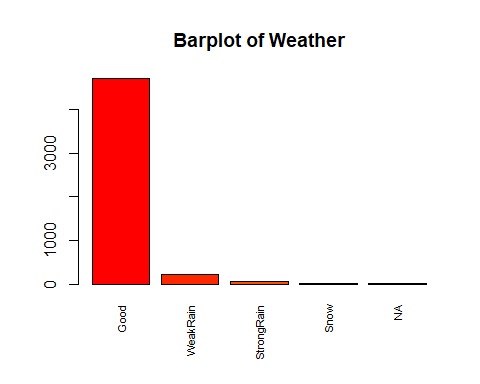 Barplot of Weather
3000
1000
0
Good
WeakRain
StrongRain
Snow
NA